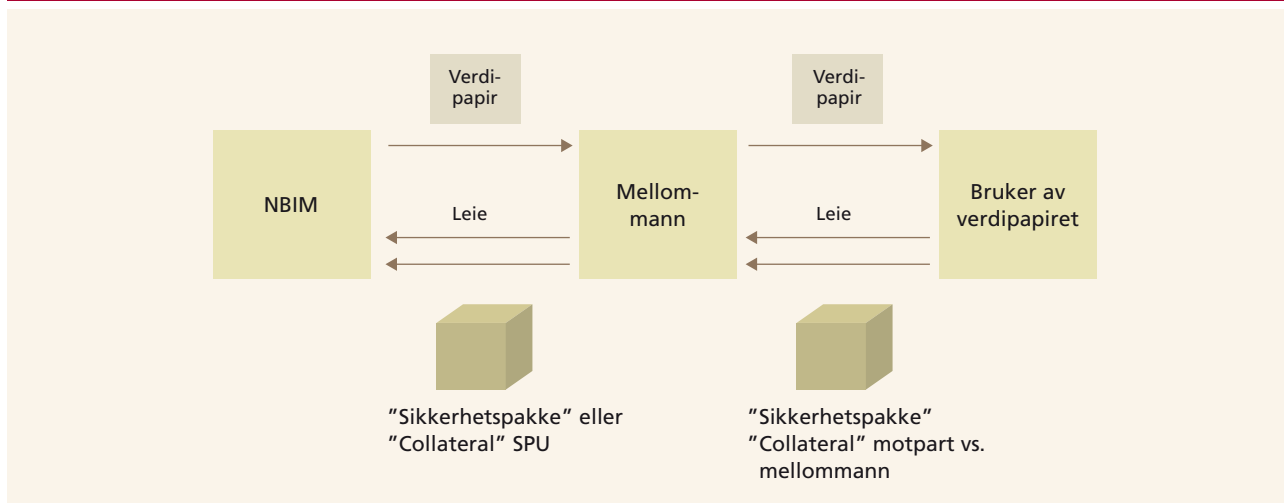 Verdi-
papir
Verdi-
papir
NBIM
Mellom-
mann
Bruker av
verdipapiret
Leie
Leie
”Sikkerhetspakke” eller
”Collateral” SPU
”Sikkerhetspakke”
”Collateral” motpart vs.
mellommann